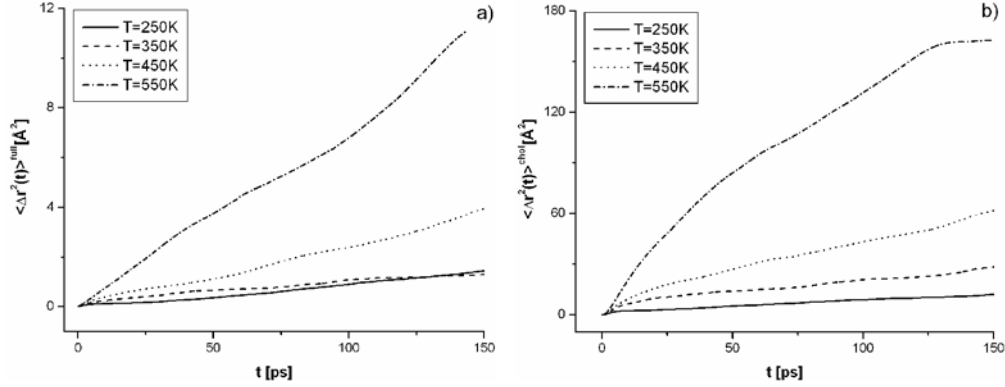 a)
T=250K
T=350K
T=450K
T=550K
12
8
4
0
<Δr²(t)>ᶠᵘˡˡ[Å²]
0
50
100
150
t [ps]
b)
T=250K
T=350K
T=450K
T=550K
180
120
60
0
<Δr²(t)>ᶜʰᵒˡ[Å²]
0
50
100
150
t [ps]